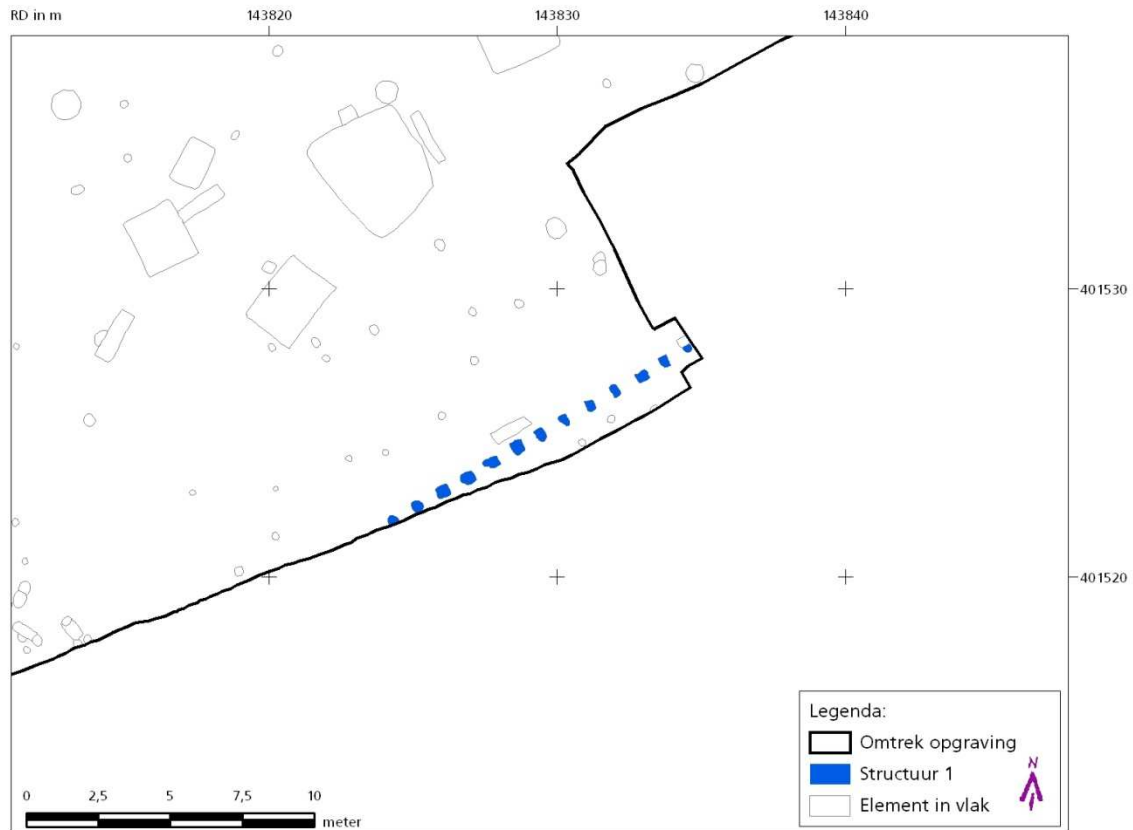 RD in m 143820 143830 143840
401530
401520
Legenda:
Omtrek opgraving
Structuur 1
Element in vlak
N
0 2,5 5 7,5 10
meter